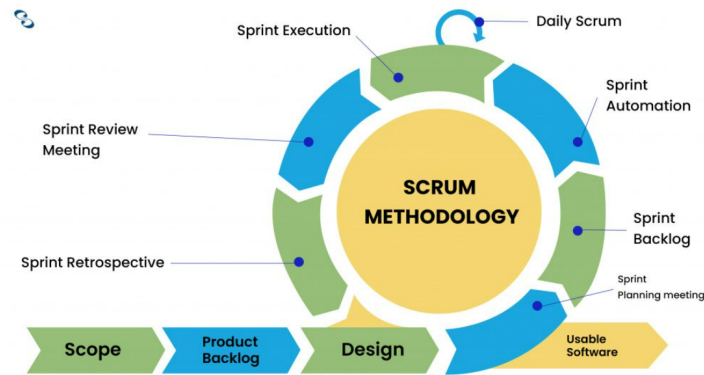 Sprint Execution
Daily Scrum
Sprint
Automation
Sprint Review
Meeting
SCRUM
METHODOLOGY
Sprint
Backlog
Sprint Retrospective
Sprint
Planning meeting
Scope
Product
Backlog
Design
Usable
Software